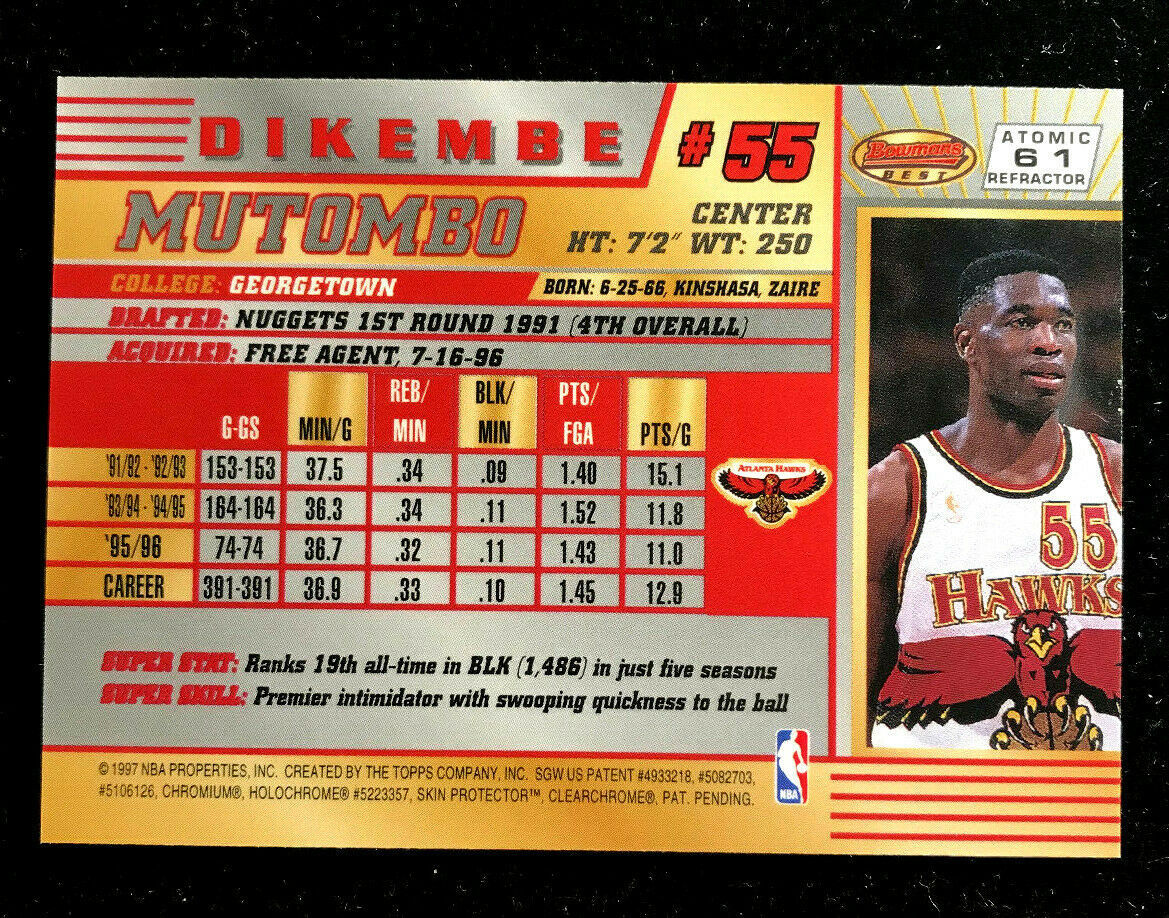 DIKEMBE
MUTOMBO
#55
CENTER
HT: 7'2" WT: 250
Bowman's
BEST
ATOMIC
61
REFRACTOR
COLLEGE: GEORGETOWN
BORN: 6-25-66, KINSHASA, ZAIRE
DRAFTED: NUGGETS 1ST ROUND 1991 (4TH OVERALL)
ACQUIRED: FREE AGENT, 7-16-96
G-GS MIN/G REB/MIN BLK/MIN PTS/FGA PTS/G
'91/92 - '92/93 153-153 37.5 .34 .09 1.40 15.1
'93/94 - '94/95 164-164 36.3 .34 .11 1.52 11.8
'95/96 74-74 36.7 .32 .11 1.43 11.0
CAREER 391-391 36.9 .33 .10 1.45 12.9
ATLANTA HAWKS
55
HAWKS
SUPER STAT: Ranks 19th all-time in BLK (1,486) in just five seasons
SUPER SKILL: Premier intimidator with swooping quickness to the ball
© 1997 NBA PROPERTIES, INC. CREATED BY THE TOPPS COMPANY, INC. SGW US PATENT #4933218, #5082703,
#5106126, CHROMIUM®, HOLOCHROME® #5223357, SKIN PROTECTOR™, CLEARCHROME®, PAT. PENDING.
NBA